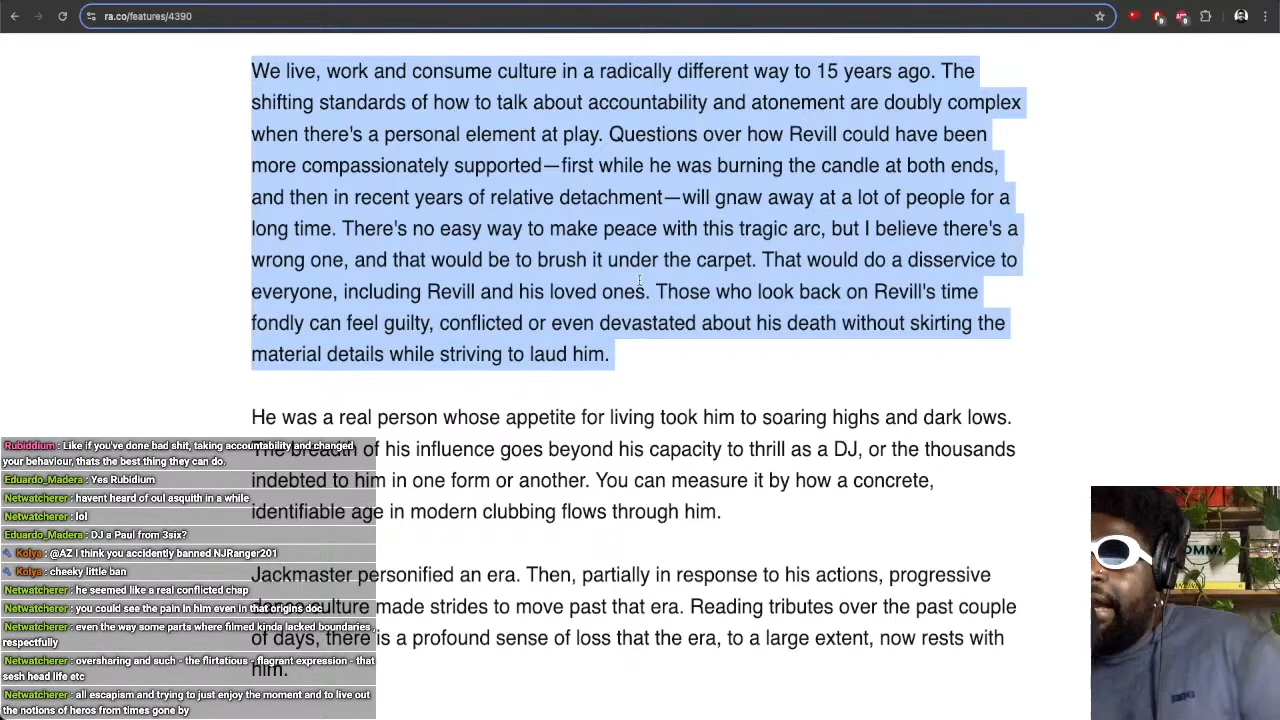 ra.co/features/4390
We live, work and consume culture in a radically different way to 15 years ago. The
shifting standards of how to talk about accountability and atonement are doubly complex
when there's a personal element at play. Questions over how Revill could have been
more compassionately supported—first while he was burning the candle at both ends,
and then in recent years of relative detachment—will gnaw away at a lot of people for a
long time. There's no easy way to make peace with this tragic arc, but I believe there's a
wrong one, and that would be to brush it under the carpet. That would do a disservice to
everyone, including Revill and his loved ones. Those who look back on Revill's time
fondly can feel guilty, conflicted or even devastated about his death without skirting the
material details while striving to laud him.
He was a real person whose appetite for living took him to soaring highs and dark lows.
The breadth of his influence goes beyond his capacity to thrill as a DJ, or the thousands
indebted to him in one form or another. You can measure it by how a concrete,
identifiable age in modern clubbing flows through him.
Jackmaster personified an era. Then, partially in response to his actions, progressive
culture made strides to move past that era. Reading tributes over the past couple
of days, there is a profound sense of loss that the era, to a large extent, now rests with
him.
Rubiddium : Like if you've done bad shit, taking accountability and changed
your behaviour, thats the best thing they can do.
Eduardo_Madera : Yes Rubidium
Netwatcherer : havent heard of oul asquith in a while
Netwatcherer : lol
Eduardo_Madera : DJ a Paul from 3six?
Kolya : @AZ I think you accidently banned NJRanger201
Kolya : cheeky little ban
Netwatcherer : he seemed like a real conflicted chap
Netwatcherer : you could see the pain in him even in that origins doc
Netwatcherer : even the way some parts where filmed kinda lacked boundaries ,
respectfully
Netwatcherer : oversharing and such - the flirtatious - flagrant expression - that
sesh head life etc
Netwatcherer : all escapism and trying to just enjoy the moment and to live out
the notions of heros from times gone by